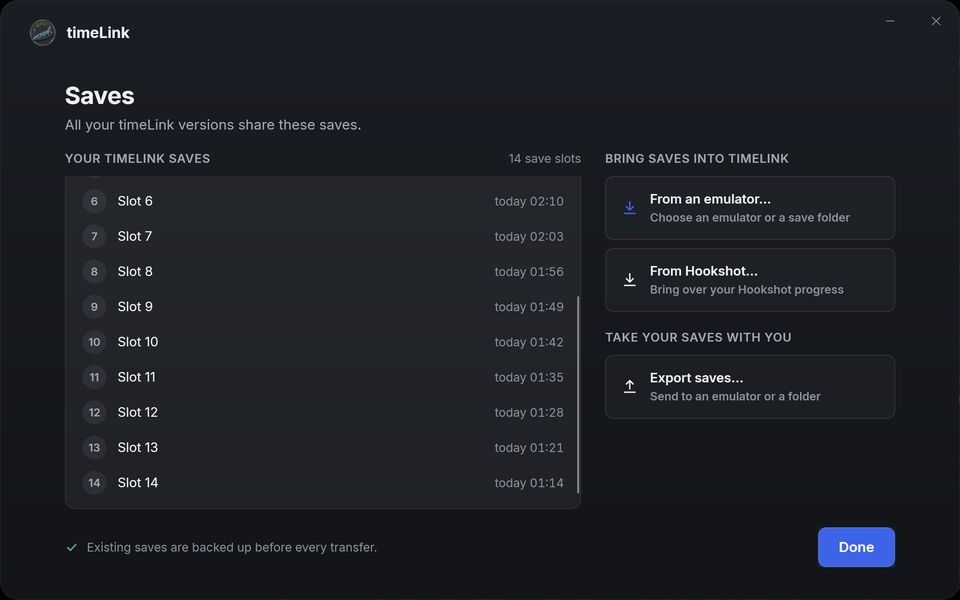 timeLink
Saves
All your timeLink versions share these saves.
YOUR TIMELINK SAVES
14 save slots
6 Slot 6 today 02:10
7 Slot 7 today 02:03
8 Slot 8 today 01:56
9 Slot 9 today 01:49
10 Slot 10 today 01:42
11 Slot 11 today 01:35
12 Slot 12 today 01:28
13 Slot 13 today 01:21
14 Slot 14 today 01:14
BRING SAVES INTO TIMELINK
From an emulator...
Choose an emulator or a save folder
From Hookshot...
Bring over your Hookshot progress
TAKE YOUR SAVES WITH YOU
Export saves...
Send to an emulator or a folder
Existing saves are backed up before every transfer.
Done